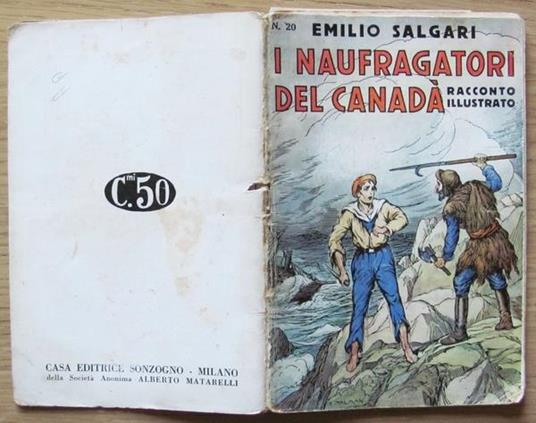 N. 20
EMILIO SALGARI
I NAUFRAGATORI
DEL CANADÀ
RACCONTO
ILLUSTRATO
C.mi 50
CASA EDITRICE SONZOGNO - MILANO
della Società Anonima ALBERTO MATARELLI